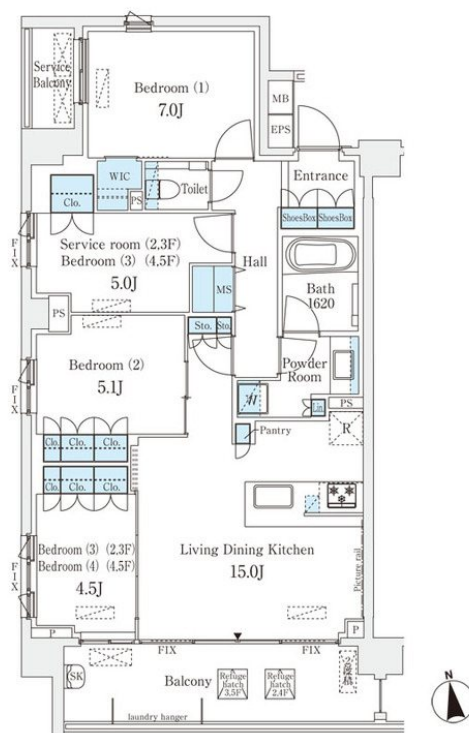 Service
Balcony
Bedroom (1)
7.0J
MB
EPS
Entrance
WIC
Toilet
PS
Clo.
ShoesBox ShoesBox
FIX
Service room (2,3F)
Bedroom (3) (4,5F)
5.0J
Hall
MS
Bath
1620
PS
Sto. Sto.
Bedroom (2)
5.1J
Powder
Room
W
Lin
PS
R
Pantry
Clo. Clo. Clo.
Clo. Clo. Clo.
FIX
Bedroom (3) (2,3F)
Bedroom (4) (4,5F)
4.5J
Living Dining Kitchen
15.0J
Picture rail
P
P
FIX
FIX
SK
Balcony
Refuge
hatch
3.5F
Refuge
hatch
2.4F
laundry hanger
N